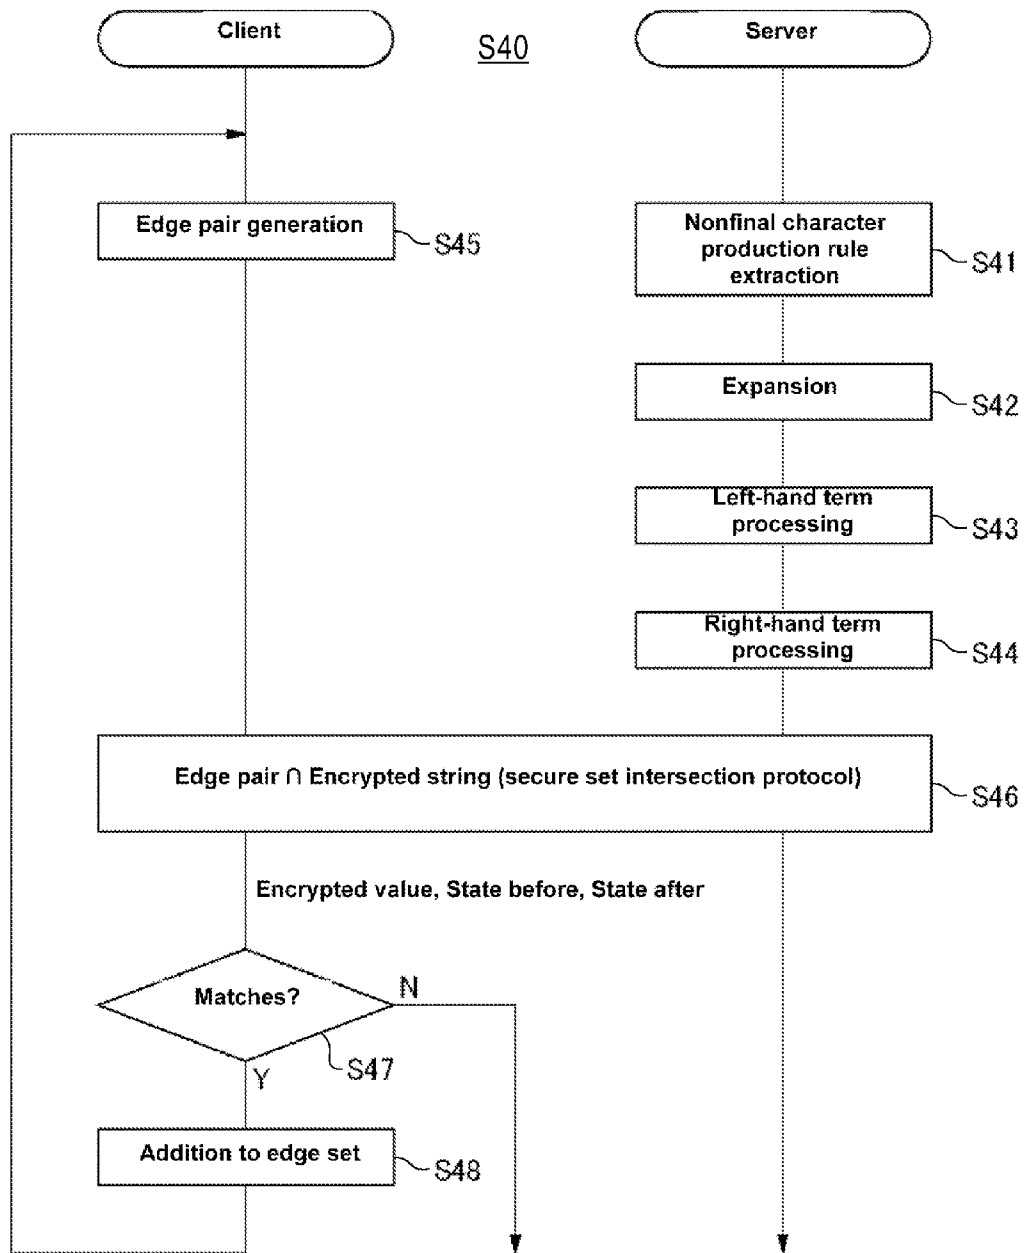 Client
S40
Server
Edge pair generation
S45
Nonfinal character
production rule
extraction
S41
Expansion
S42
Left-hand term
processing
S43
Right-hand term
processing
S44
Edge pair ∩ Encrypted string (secure set intersection protocol)
S46
Encrypted value, State before, State after
Matches?
N
S47
Y
Addition to edge set
S48